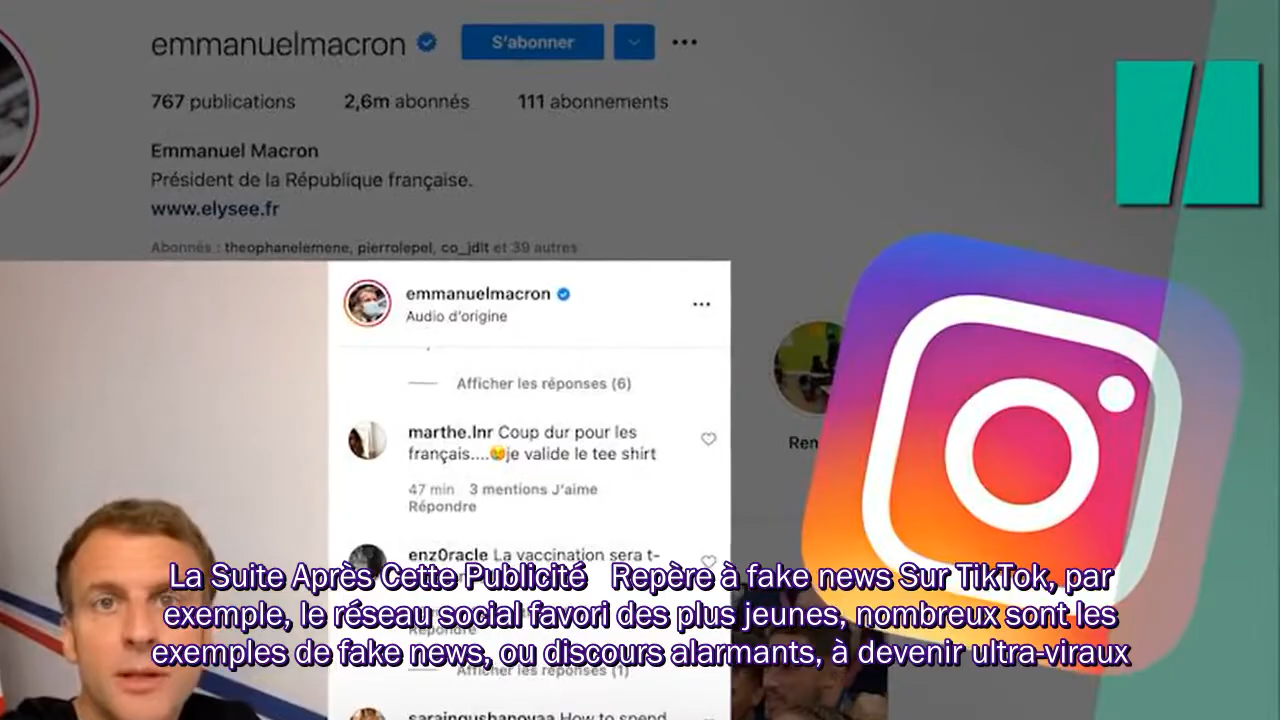 emmanuelmacron
S'abonner
767 publications 2,6m abonnés 111 abonnements
Emmanuel Macron
Président de la République française.
www.elysee.fr
Abonnés : theophanelemene, pierrolepel, co_jdlt et 39 autres
emmanuelmacron
Audio d'origine
Afficher les réponses (6)
marthe.lnr Coup dur pour les
français....😢je valide le tee shirt
47 min 3 mentions J'aime
Répondre
enz0racle La vaccination sera t-
Ren
La Suite Après Cette Publicité Repère à fake news Sur TikTok, par
exemple, le réseau social favori des plus jeunes, nombreux sont les
exemples de fake news, ou discours alarmants, à devenir ultra-viraux
Répondre
Afficher les réponses (1)
How to spend